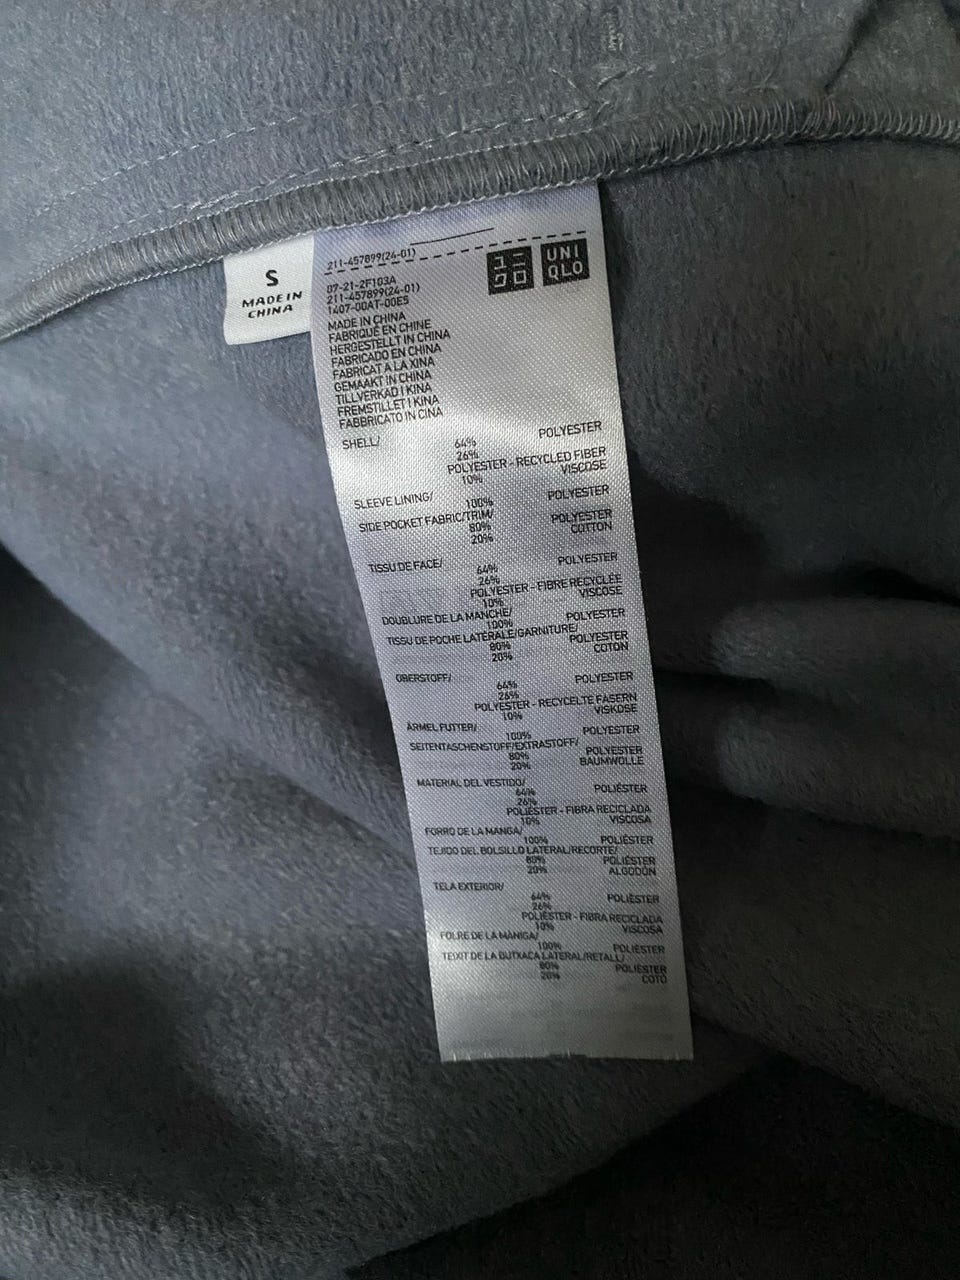 S
MADE IN
CHINA
211-457899(24-01)
ユニ
クロ
UNI
QLO
07-21-2F103A
211-457899(24-01)
1407-00AT-00E5
MADE IN CHINA
FABRIQUÉ EN CHINE
HERGESTELLT IN CHINA
FABRICADO EN CHINA
FABRICAT A LA XINA
GEMAAKT IN CHINA
TILLVERKAD I KINA
FREMSTILLET I KINA
FABBRICATO IN CINA
SHELL/
64% POLYESTER
26%
POLYESTER - RECYCLED FIBER
10% VISCOSE
SLEEVE LINING/
100% POLYESTER
SIDE POCKET FABRIC/TRIM/
80% POLYESTER
20% COTTON
TISSU DE FACE/
64% POLYESTER
26%
POLYESTER - FIBRE RECYCLÉE
10% VISCOSE
DOUBLURE DE LA MANCHE/
100% POLYESTER
TISSU DE POCHE LATÉRALE/GARNITURE/
80% POLYESTER
20% COTON
OBERSTOFF/
64% POLYESTER
26%
POLYESTER - RECYCELTE FASERN
10% VISKOSE
ÄRMEL FUTTER/
100% POLYESTER
SEITENTASCHENSTOFF/EXTRASTOFF/
80% POLYESTER
20% BAUMWOLLE
MATERIAL DEL VESTIDO/
64% POLIÉSTER
26%
POLIÉSTER - FIBRA RECICLADA
10% VISCOSA
FORRO DE LA MANGA/
100% POLIÉSTER
TEJIDO DEL BOLSILLO LATERAL/RECORTE/
80% POLIÉSTER
20% ALGODÓN
TELA EXTERIOR/
64% POLIÈSTER
26%
POLIÈSTER - FIBRA RECICLADA
10% VISCOSA
FOLRE DE LA MÀNIGA/
100% POLIÈSTER
TEIXIT DE LA BUTXACA LATERAL/RETALL/
80% POLIÈSTER
20% COTÓ